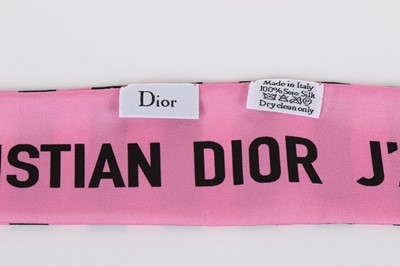 Dior
Made in Italy
100% Soie Silk
Dry clean only
ISTIAN DIOR J'